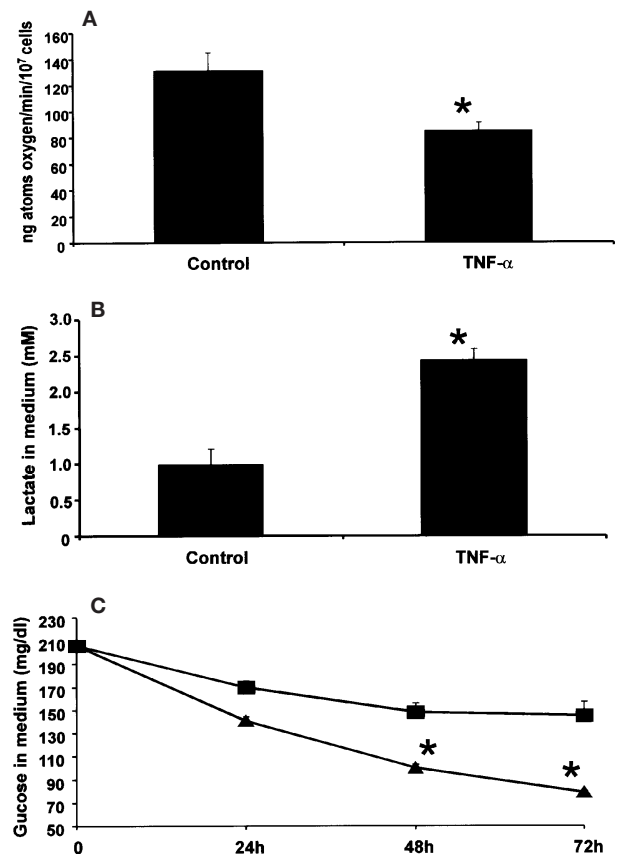 A
ng atoms oxygen/min/10⁷ cells
160
140
120
100
80
60
40
20
0
*
Control
TNF-α
B
Lactate in medium (mM)
3.0
2.5
2.0
1.5
1.0
0.5
0
*
Control
TNF-α
C
Gucose in medium (mg/dl)
230
210
190
170
150
130
110
90
70
50
*
*
0
24h
48h
72h